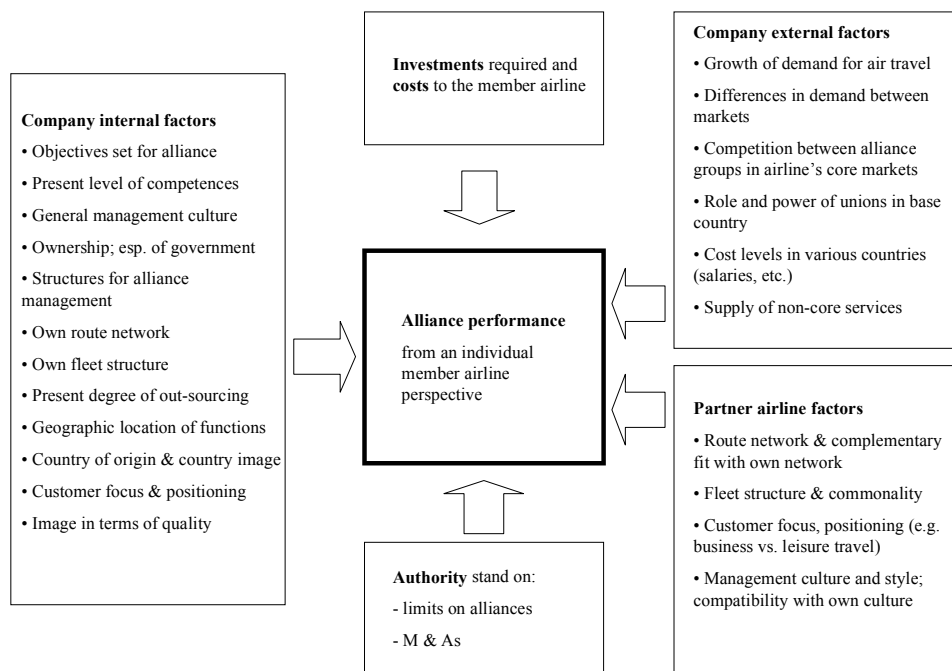 Company internal factors
• Objectives set for alliance
• Present level of competences
• General management culture
• Ownership; esp. of government
• Structures for alliance
management
• Own route network
• Own fleet structure
• Present degree of out-sourcing
• Geographic location of functions
• Country of origin & country image
• Customer focus & positioning
• Image in terms of quality
Investments required and
costs to the member airline
Alliance performance
from an individual
member airline
perspective
Authority stand on:
- limits on alliances
- M & As
Company external factors
• Growth of demand for air travel
• Differences in demand between
markets
• Competition between alliance
groups in airline’s core markets
• Role and power of unions in base
country
• Cost levels in various countries
(salaries, etc.)
• Supply of non-core services
Partner airline factors
• Route network & complementary
fit with own network
• Fleet structure & commonality
• Customer focus, positioning (e.g.
business vs. leisure travel)
• Management culture and style;
compatibility with own culture